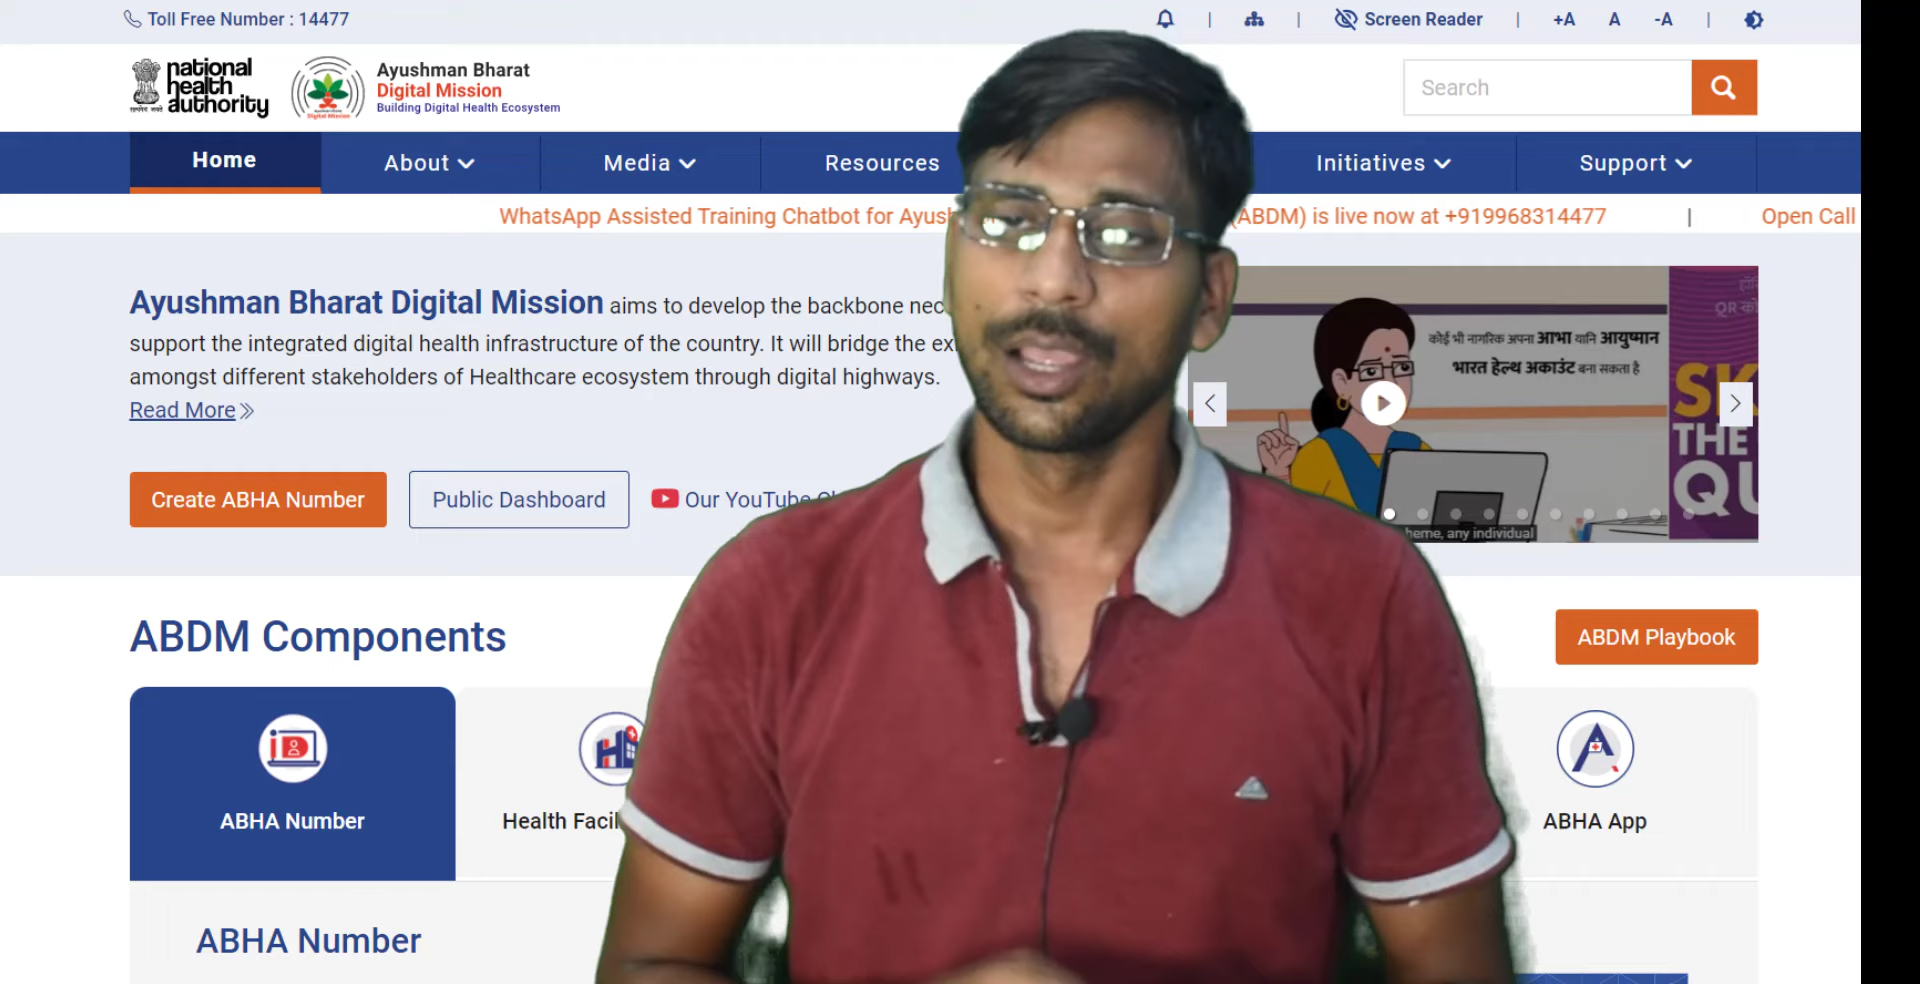 Toll Free Number : 14477
Screen Reader
+A
A
-A
national
health
authority
Ayushman Bharat
Digital Mission
Building Digital Health Ecosystem
Search
Home
About
Media
Resources
Initiatives
Support
WhatsApp Assisted Training Chatbot for (ABDM) is live now at +919968314477 | Open Call
Ayushman Bharat Digital Mission aims to develop the backbone
support the integrated digital health infrastructure of the country. It will bridge the
amongst different stakeholders of Healthcare ecosystem through digital highways.
Read More
कोई भी नागरिक अपना आभा यानि आयुष्मान
भारत हेल्थ अकाउंट बना सकता है
QR
THE
any individual
Create ABHA Number
Public Dashboard
Our YouTube
ABDM Components
ABDM Playbook
ABHA Number
Health
ABHA App
ABHA Number